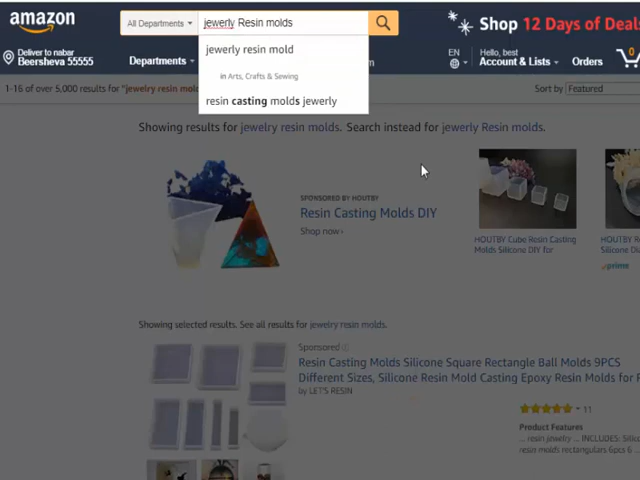 amazon
All Departments
jewerly Resin molds
Shop 12 Days of Deals
jewerly resin mold
in Arts, Crafts & Sewing
resin casting molds jewerly
Deliver to nabar
Beersheva 55555
Departments
EN
Hello, best
Account & Lists
Orders
0
1-16 of over 5,000 results for "jewelry resin
Sort by
Featured
Showing results for jewelry resin molds. Search instead for jewerly Resin molds.
SPONSORED BY HOUTBY
Resin Casting Molds DIY
Shop now ›
HOUTBY Cube Resin Casting
Molds Silicone DIY for
HOUTBY
Silicone
prime
Showing selected results. See all results for jewelry resin molds.
Sponsored
Resin Casting Molds Silicone Square Rectangle Ball Molds 9PCS
Different Sizes, Silicone Resin Mold Casting Epoxy Resin Molds for
by LET'S RESIN
11
Product Features
... resin jewelry ... INCLUDES:
resin molds rectangulars 6pcs 6 ...